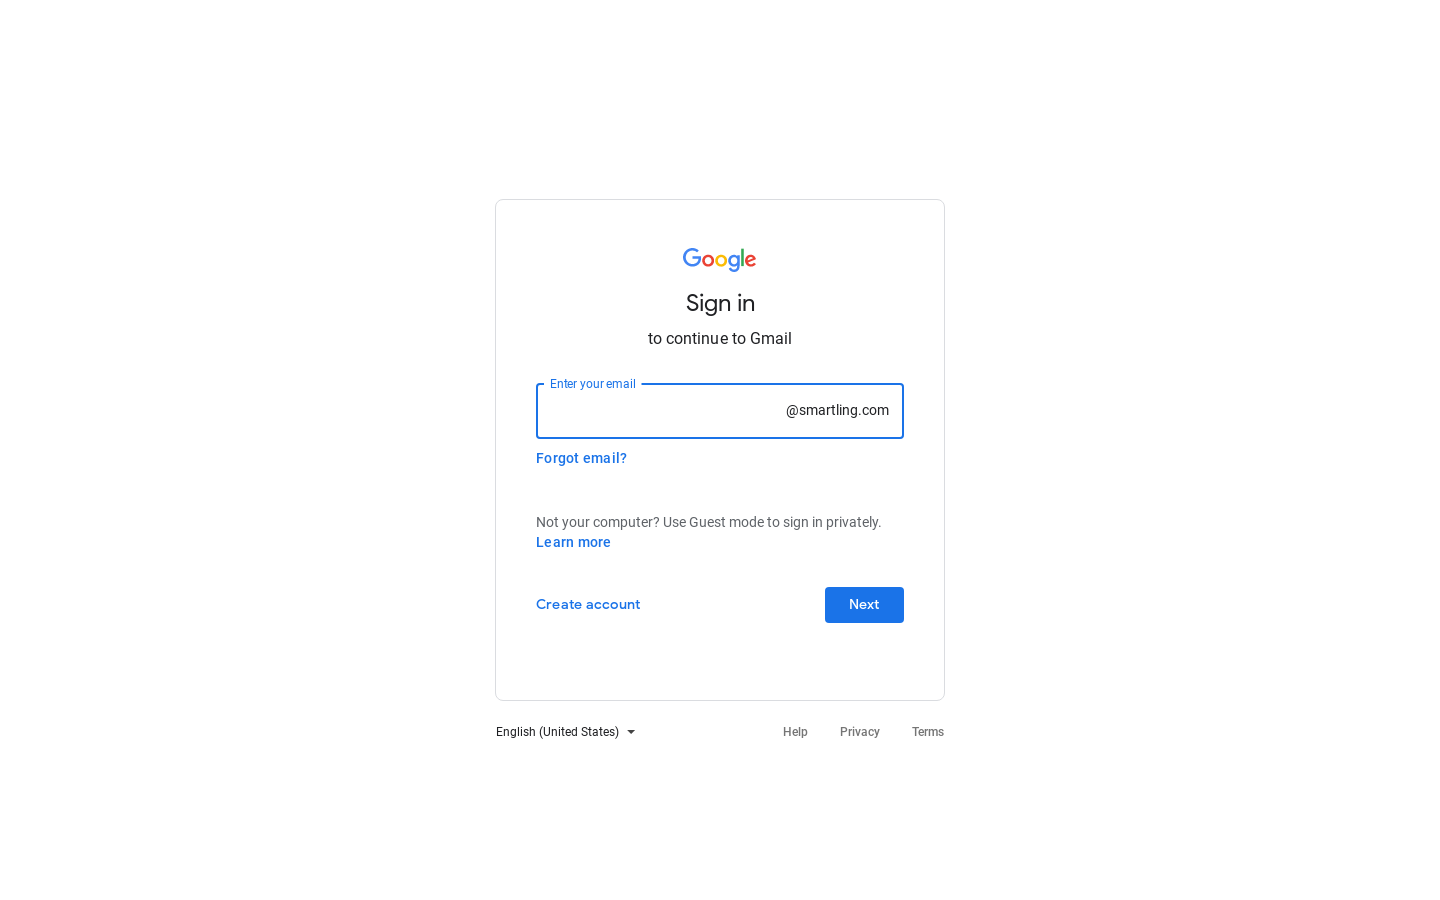 Google
Sign in
to continue to Gmail
Enter your email
@smartling.com
Forgot email?
Not your computer? Use Guest mode to sign in privately.
Learn more
Create account
Next
English (United States)
Help
Privacy
Terms